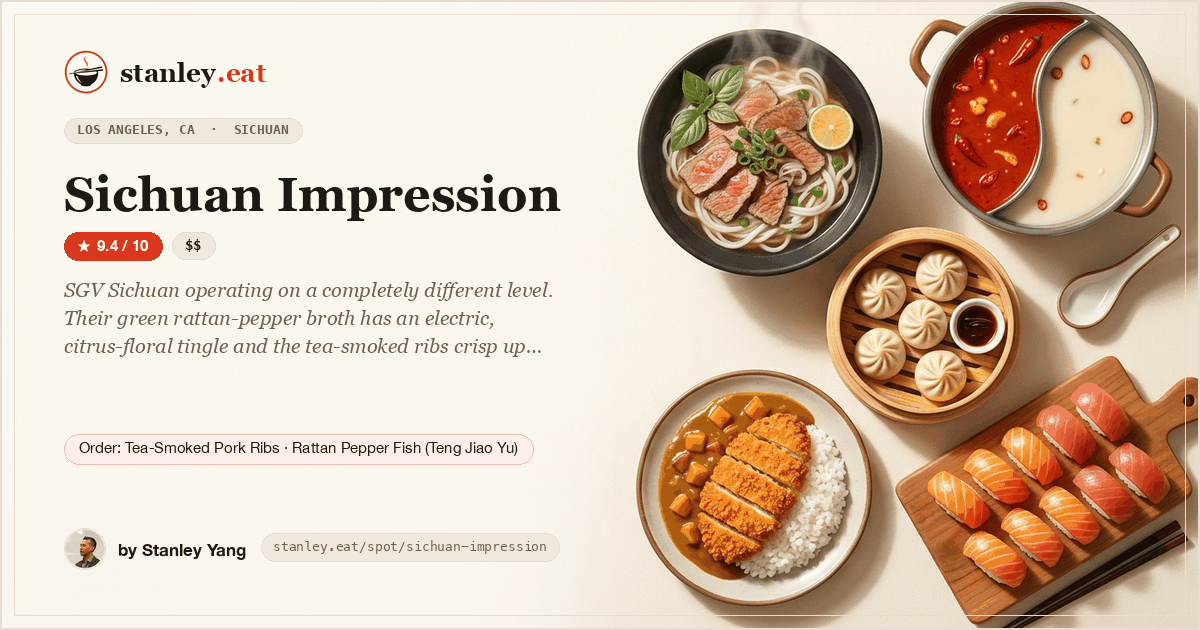 stanley.eat
LOS ANGELES, CA · SICHUAN
Sichuan Impression
★ 9.4 / 10 $$
SGV Sichuan operating on a completely different level.
Their green rattan-pepper broth has an electric,
citrus-floral tingle and the tea-smoked ribs crisp up...
Order: Tea-Smoked Pork Ribs · Rattan Pepper Fish (Teng Jiao Yu)
by Stanley Yang stanley.eat/spot/sichuan-impression